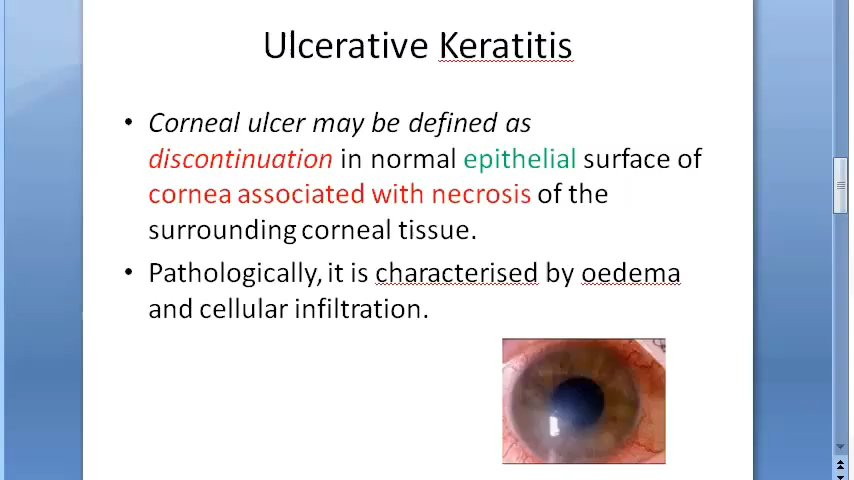 Ulcerative Keratitis
• Corneal ulcer may be defined as
discontinuation in normal epithelial surface of
cornea associated with necrosis of the
surrounding corneal tissue.
• Pathologically, it is characterised by oedema
and cellular infiltration.